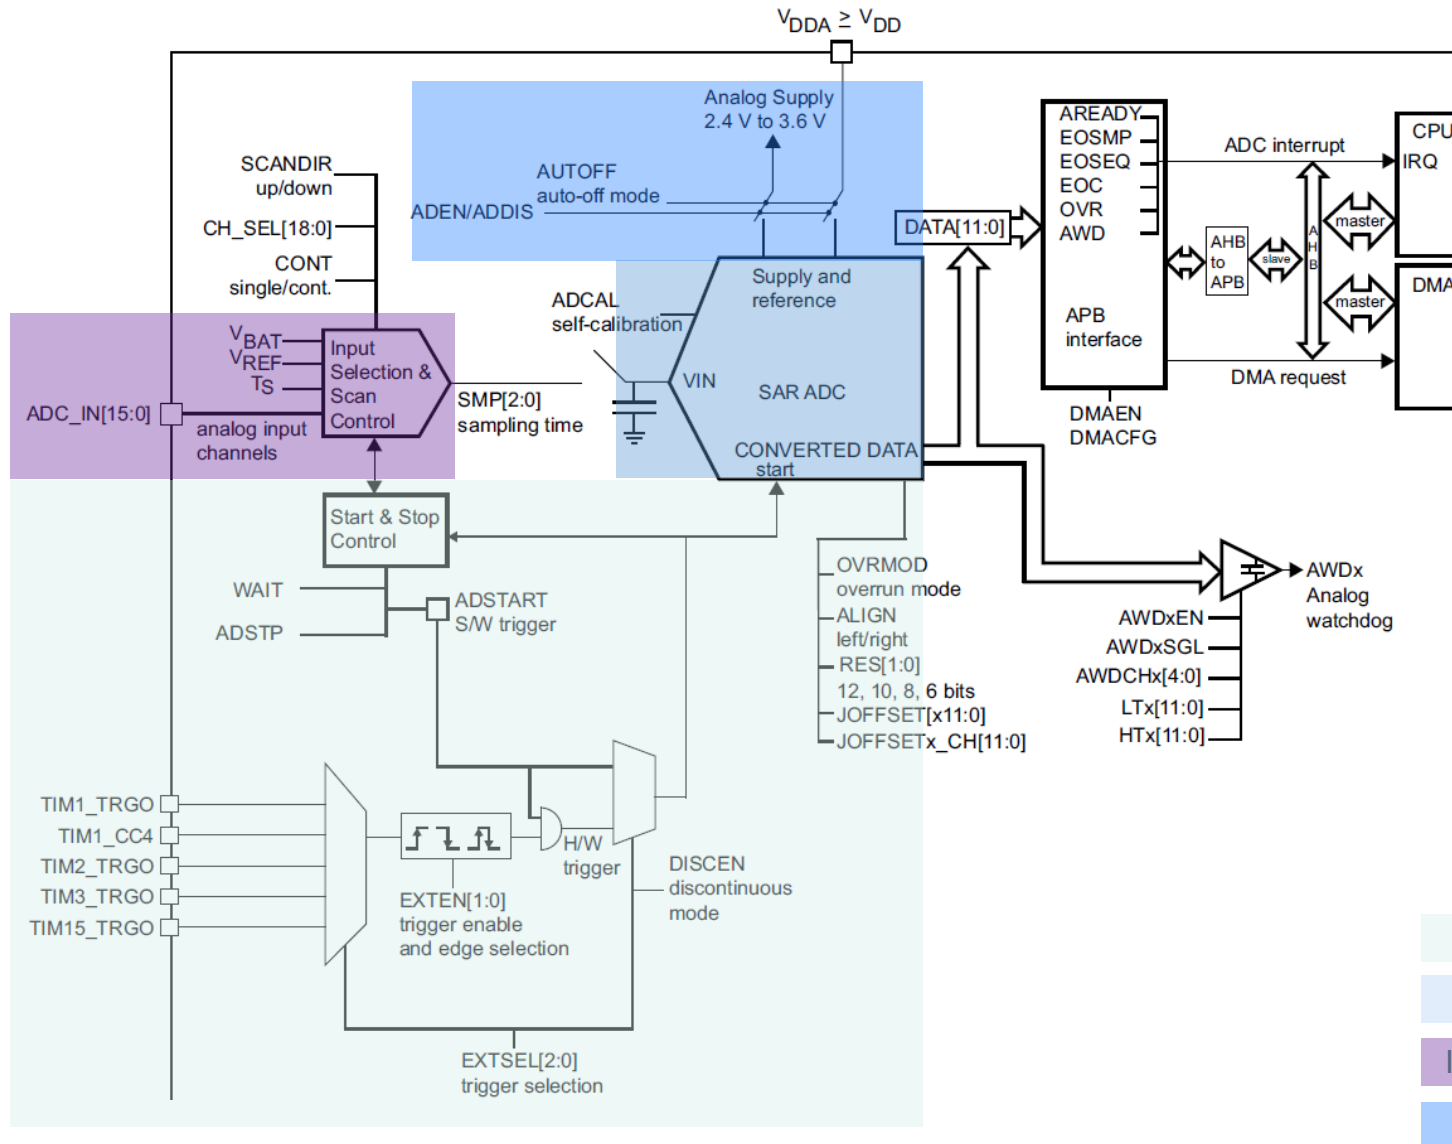 VDDA ≥ VDD
Analog Supply
2.4 V to 3.6 V
AUTOFF
auto-off mode
ADEN/ADDIS
SCANDIR
up/down
CH_SEL[18:0]
CONT
single/cont.
ADCAL
self-calibration
Supply and
reference
VIN
SAR ADC
CONVERTED DATA
start
VBAT
VREF
TS
ADC_IN[15:0]
analog input
channels
Input
Selection &
Scan
Control
SMP[2:0]
sampling time
DATA[11:0]
AREADY
EOSMP
EOSEQ
EOC
OVR
AWD
APB
interface
DMAEN
DMACFG
ADC interrupt
DMA request
AHB
to
APB
slave
A
H
B
master
master
CPU
IRQ
DMA
Start & Stop
Control
WAIT
ADSTP
ADSTART
S/W trigger
OVRMOD
overrun mode
ALIGN
left/right
RES[1:0]
12, 10, 8, 6 bits
JOFFSET[x11:0]
JOFFSETx_CH[11:0]
AWDx
Analog
watchdog
AWDxEN
AWDxSGL
AWDCHx[4:0]
LTx[11:0]
HTx[11:0]
TIM1_TRGO
TIM1_CC4
TIM2_TRGO
TIM3_TRGO
TIM15_TRGO
H/W
trigger
EXTEN[1:0]
trigger enable
and edge selection
DISCEN
discontinuous
mode
EXTSEL[2:0]
trigger selection